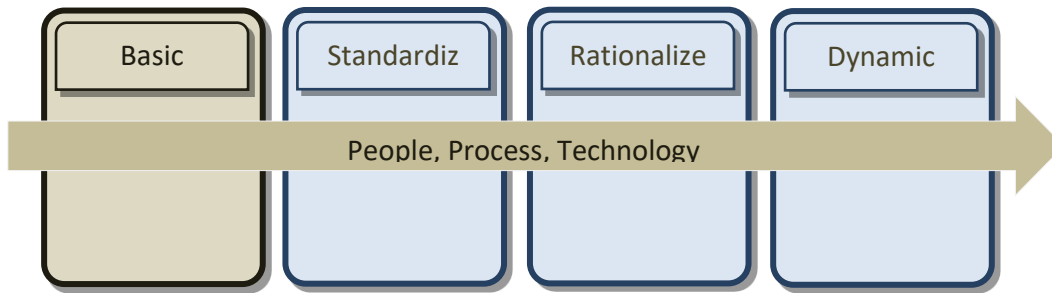 Basic
Standardiz
Rationalize
Dynamic
People, Process, Technology